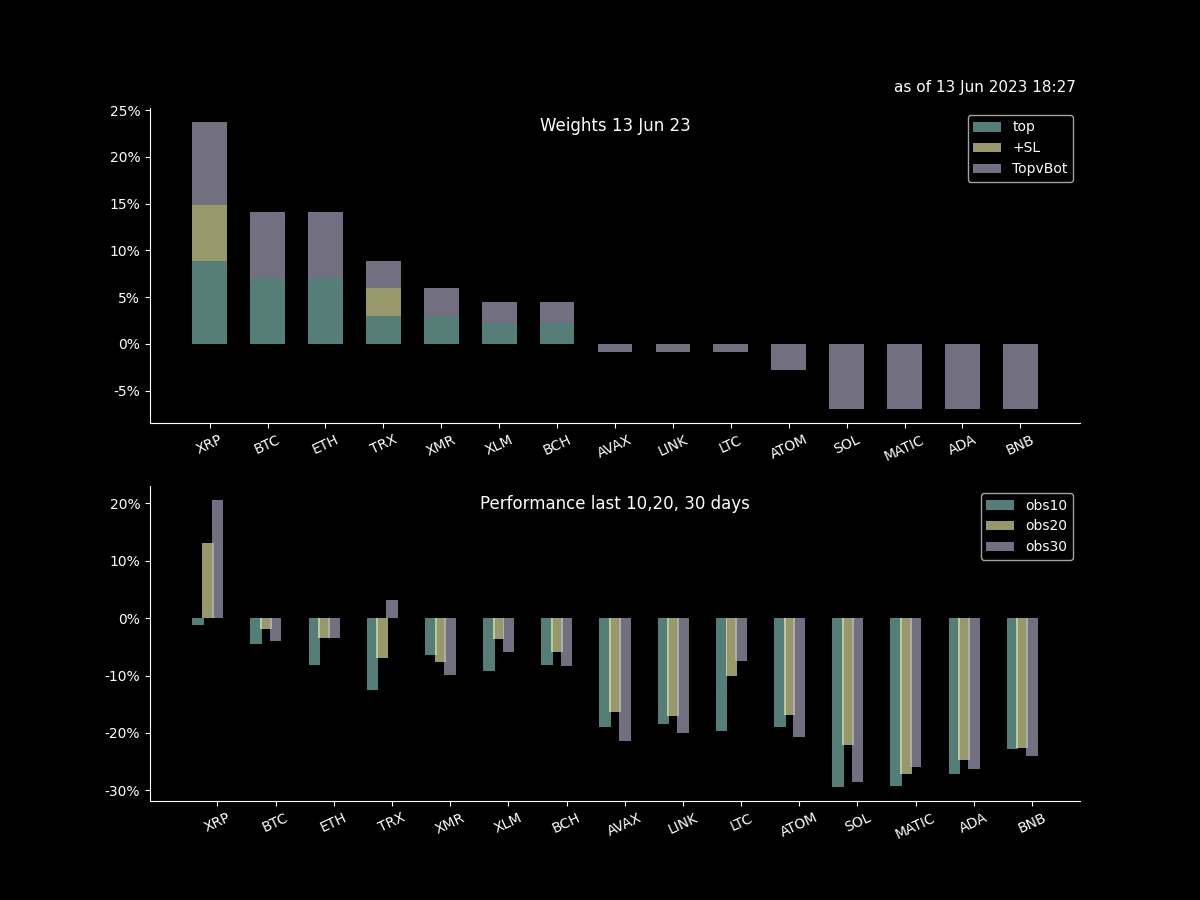 as of 13 Jun 2023 18:27
Weights 13 Jun 23
top
+SL
TopvBot
25%
20%
15%
10%
5%
0%
-5%
XRP BTC ETH TRX XMR XLM BCH AVAX LINK LTC ATOM SOL MATIC ADA BNB
Performance last 10,20, 30 days
obs10
obs20
obs30
20%
10%
0%
-10%
-20%
-30%
XRP BTC ETH TRX XMR XLM BCH AVAX LINK LTC ATOM SOL MATIC ADA BNB